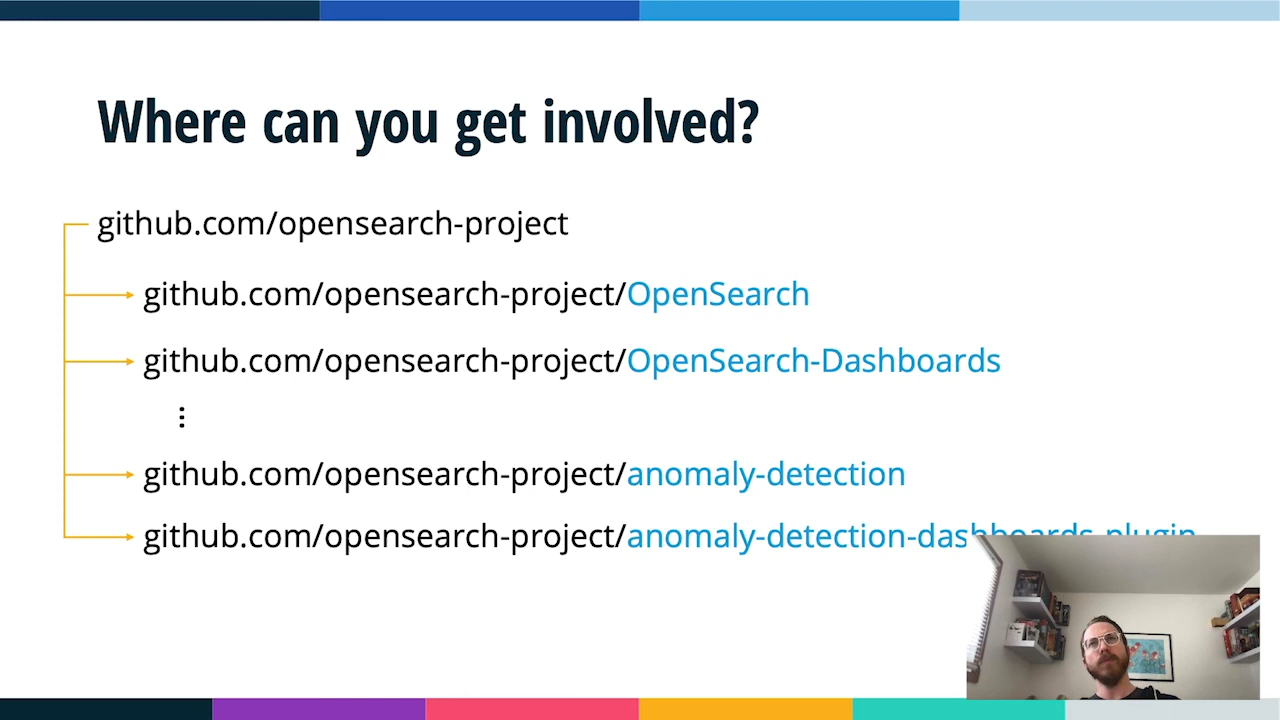 Where can you get involved?
github.com/opensearch-project
github.com/opensearch-project/OpenSearch
github.com/opensearch-project/OpenSearch-Dashboards
github.com/opensearch-project/anomaly-detection
github.com/opensearch-project/anomaly-detection-dashboards-plugin